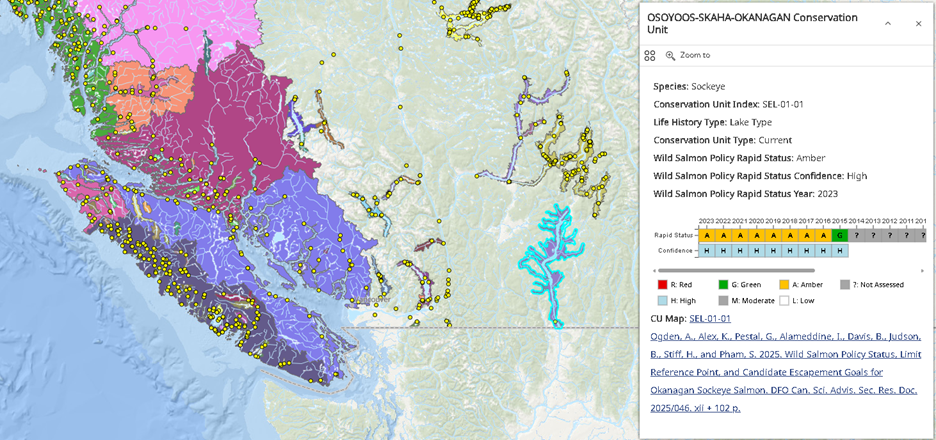 OSOYOOS-SKAHA-OKANAGAN Conservation
Unit
Zoom to
Species: Sockeye
Conservation Unit Index: SEL-01-01
Life History Type: Lake Type
Conservation Unit Type: Current
Wild Salmon Policy Rapid Status: Amber
Wild Salmon Policy Rapid Status Confidence: High
Wild Salmon Policy Rapid Status Year: 2023
2023 2022 2021 2020 2019 2018 2017 2016 2015 2014 2013 2012 2011 201
Rapid Status A A A A A A A A G ? ? ? ? ?
Confidence H H H H H H H H H
R: Red G: Green A: Amber ?: Not Assessed
H: High M: Moderate L: Low
CU Map: SEL-01-01
Ogden, A., Alex, K., Pestal, G., Alameddine, I., Davis, B., Judson,
B., Stiff, H., and Pham, S. 2025. Wild Salmon Policy Status, Limit
Reference Point, and Candidate Escapement Goals for
Okanagan Sockeye Salmon. DFO Can. Sci. Advis. Sec. Res. Doc.
2025/046. xii + 102 p.